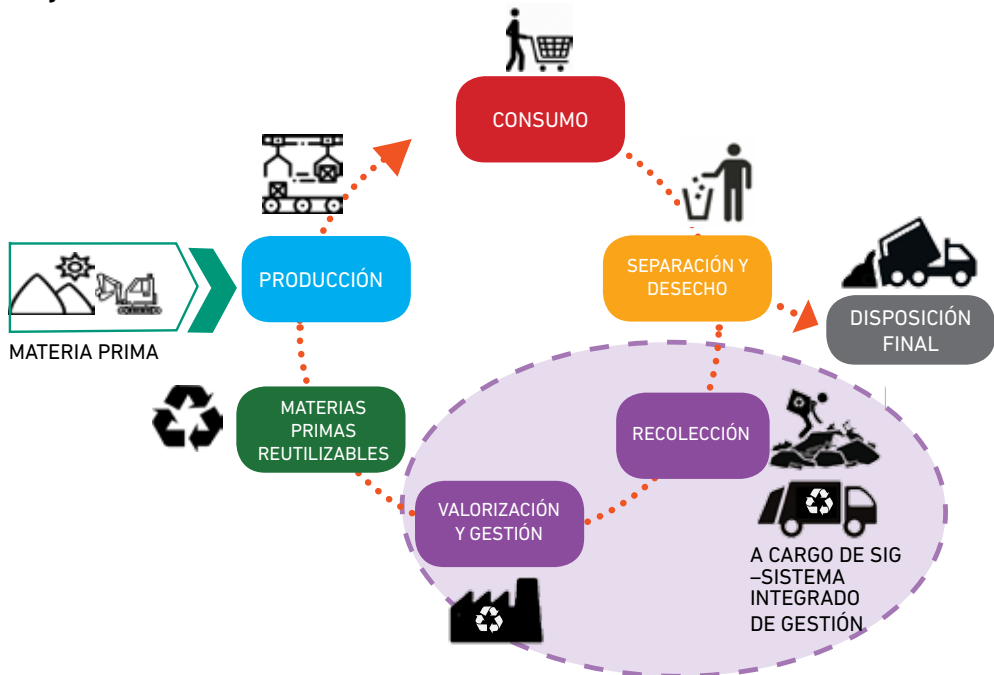 CONSUMO
PRODUCCIÓN
SEPARACIÓN Y
DESECHO
DISPOSICIÓN
FINAL
MATERIA PRIMA
MATERIAS
PRIMAS
REUTILIZABLES
RECOLECCIÓN
VALORIZACIÓN
Y GESTIÓN
A CARGO DE SIG
–SISTEMA
INTEGRADO
DE GESTIÓN